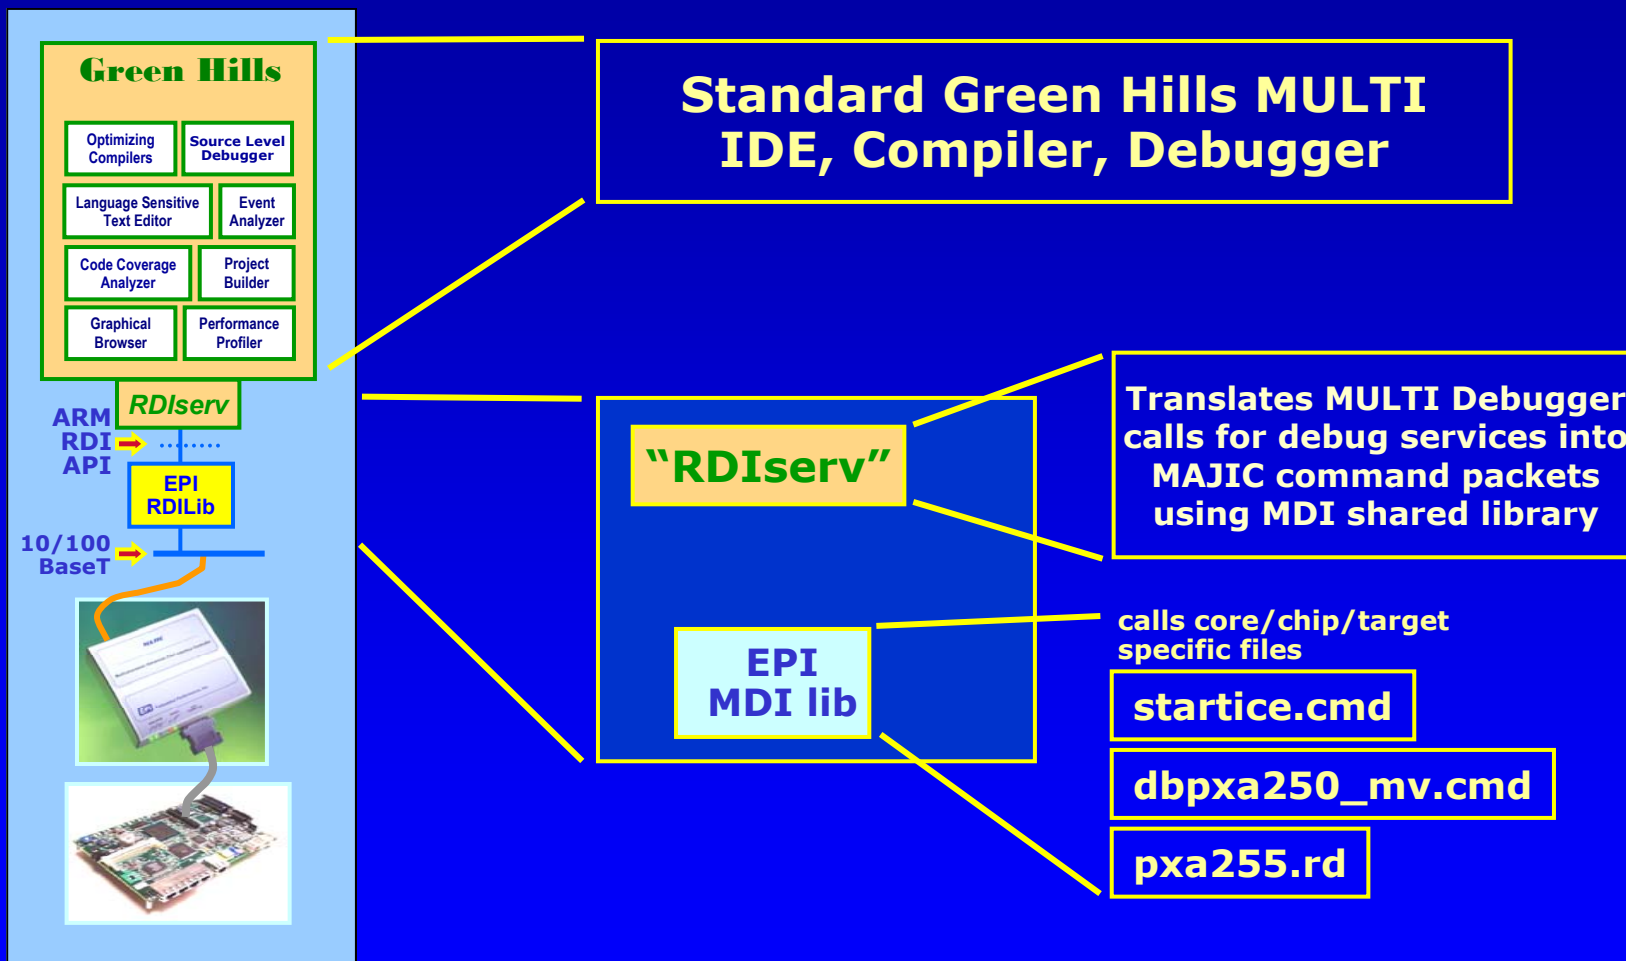 Green Hills
Optimizing
Compilers
Source Level
Debugger
Language Sensitive
Text Editor
Event
Analyzer
Code Coverage
Analyzer
Project
Builder
Graphical
Browser
Performance
Profiler
RDIserv
ARM
RDI
API
EPI
RDILib
10/100
BaseT
MAJIC
EPI
Standard Green Hills MULTI
IDE, Compiler, Debugger
“RDIserv”
EPI
MDI lib
Translates MULTI Debugger
calls for debug services into
MAJIC command packets
using MDI shared library
calls core/chip/target
specific files
startice.cmd
dbpxa250_mv.cmd
pxa255.rd